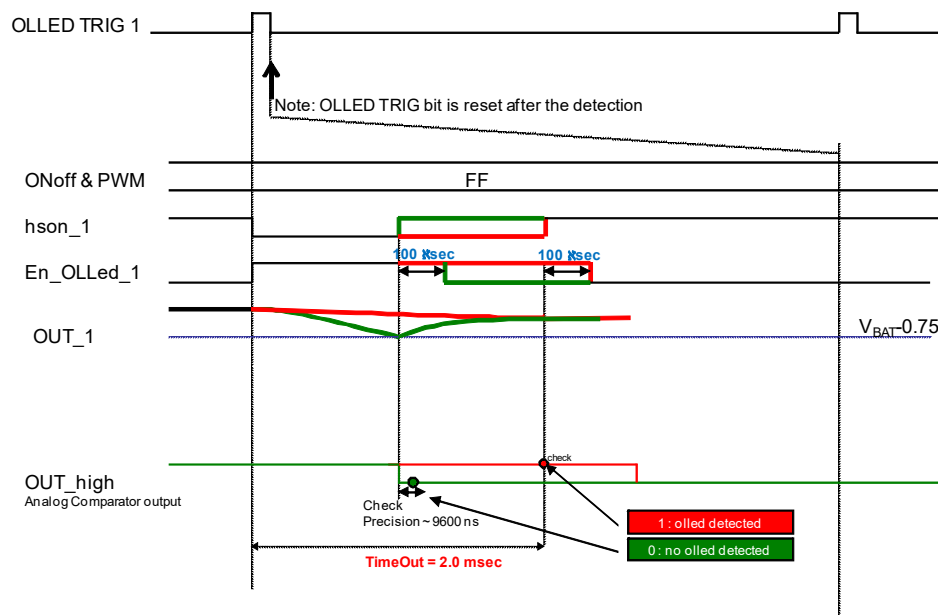 OLLED TRIG 1
Note: OLLED TRIG bit is reset after the detection
ONoff & PWM
FF
hson_1
100 sec
100 sec
En_OLLed_1
OUT_1
VBAT-0.75
check
OUT_high
Analog Comparator output
Check
Precision ~ 9600 ns
1 : olled detected
0 : no olled detected
TimeOut = 2.0 msec